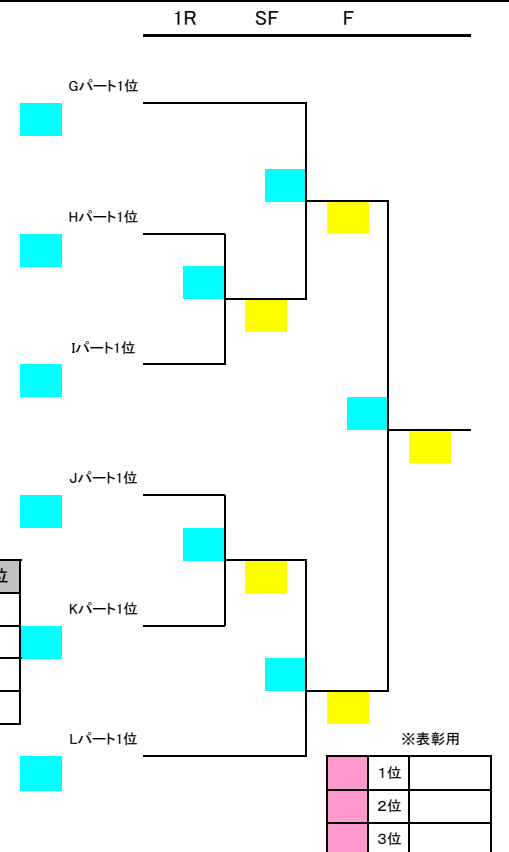 1R SF F
Gパート1位
Hパート1位
Iパート1位
Jパート1位
位
Kパート1位
Lパート1位
※表彰用
1位
2位
3位